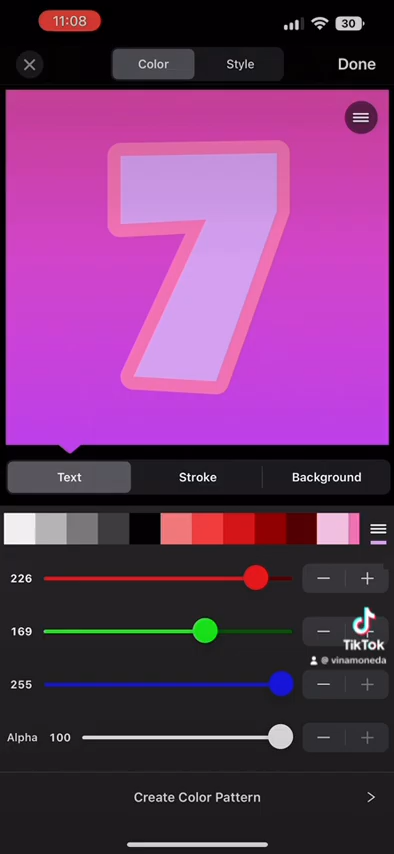 11:08
30
Color
Style
Done
7
Text
Stroke
Background
226
169
TikTok
@ vinamoneda
255
Alpha 100
Create Color Pattern